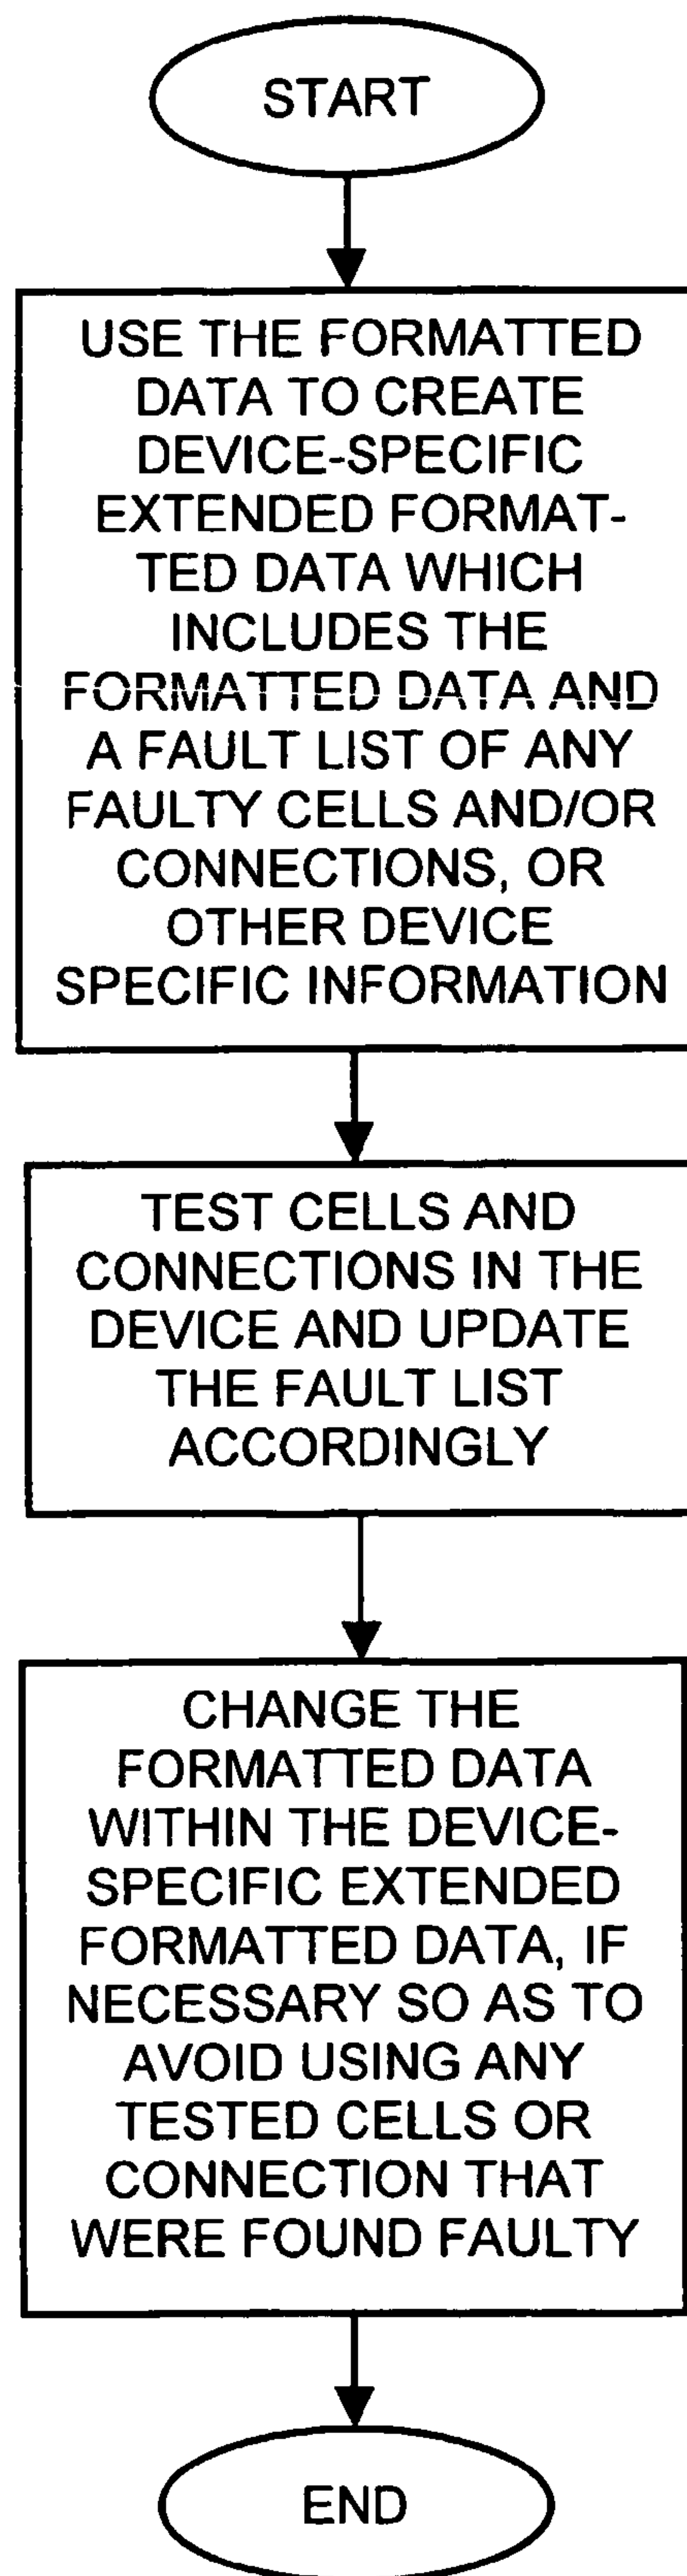 START
USE THE FORMATTED
DATA TO CREATE
DEVICE-SPECIFIC
EXTENDED FORMAT-
TED DATA WHICH
INCLUDES THE
FORMATTED DATA AND
A FAULT LIST OF ANY
FAULTY CELLS AND/OR
CONNECTIONS, OR
OTHER DEVICE
SPECIFIC INFORMATION
TEST CELLS AND
CONNECTIONS IN THE
DEVICE AND UPDATE
THE FAULT LIST
ACCORDINGLY
CHANGE THE
FORMATTED DATA
WITHIN THE DEVICE-
SPECIFIC EXTENDED
FORMATTED DATA, IF
NECESSARY SO AS TO
AVOID USING ANY
TESTED CELLS OR
CONNECTION THAT
WERE FOUND FAULTY
END